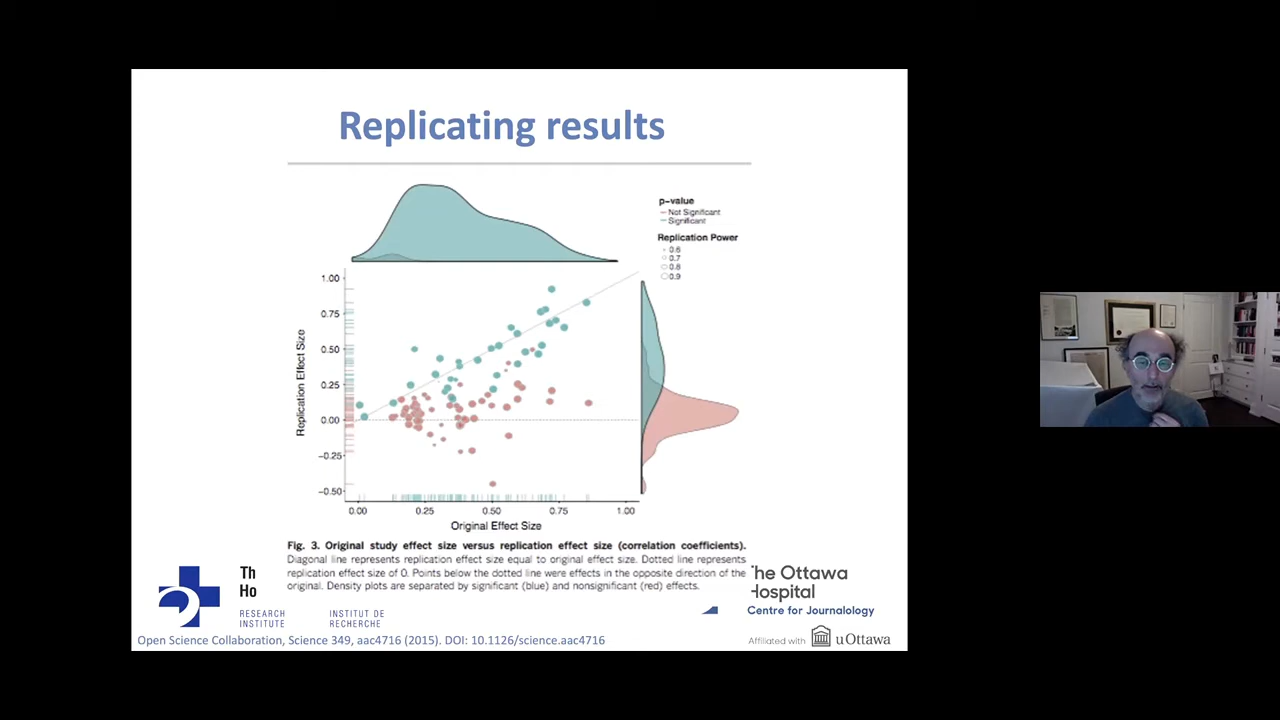 Replicating results
p-value
Not Significant
Significant
Replication Power
0.6
0.7
0.8
0.9
1.00
0.75
0.50
0.25
0.00
−0.25
−0.50
Replication Effect Size
0.00 0.25 0.50 0.75 1.00
Original Effect Size
Fig. 3. Original study effect size versus replication effect size (correlation coefficients).
Diagonal line represents replication effect size equal to original effect size. Dotted line represents
replication effect size of 0. Points below the dotted line were effects in the opposite direction of the
original. Density plots are separated by significant (blue) and nonsignificant (red) effects.
Th
Ho
RESEARCH
INSTITUTE
INSTITUT DE
RECHERCHE
The Ottawa
Hospital
Centre for Journalology
Open Science Collaboration, Science 349, aac4716 (2015). DOI: 10.1126/science.aac4716
Affiliated with uOttawa